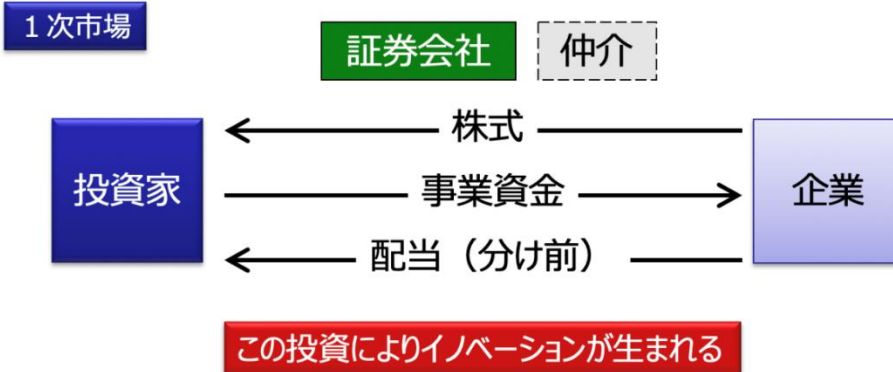 １次市場
証券会社
仲介
株式
投資家
事業資金
企業
配当（分け前）
この投資によりイノベーションが生まれる